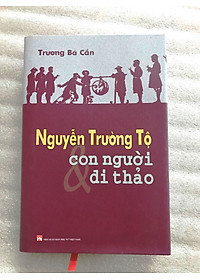 Trương Bá Cần
Nguyễn Trường Tộ
con người
& di thảo